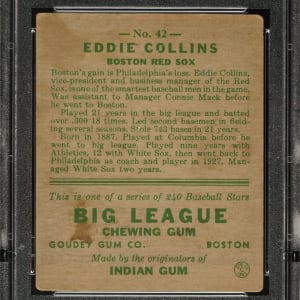 — No. 42 —
EDDIE COLLINS
BOSTON RED SOX
Boston's gain is Philadelphia's loss. Eddie Collins,
vice-president and business manager of the Red
Sox, is one of the smartest baseball men in the game,
Was assistant to Manager Connie Mack before
he went to Boston.
Played 21 years in the big league and batted
over .300 18 times. Led second basemen in field-
ing several seasons. Stole 743 bases in 21 years.
Born in 1887. Played at Columbia before he
went to big league. Played nine years with
Athletics, 12 with White Sox, then went back to
Philadelphia as coach and player in 1927. Man-
aged White Sox two years.
This is one of a series of 240 Baseball Stars
BIG LEAGUE
CHEWING GUM
GOUDEY GUM CO. BOSTON
Made by the originators of
INDIAN GUM